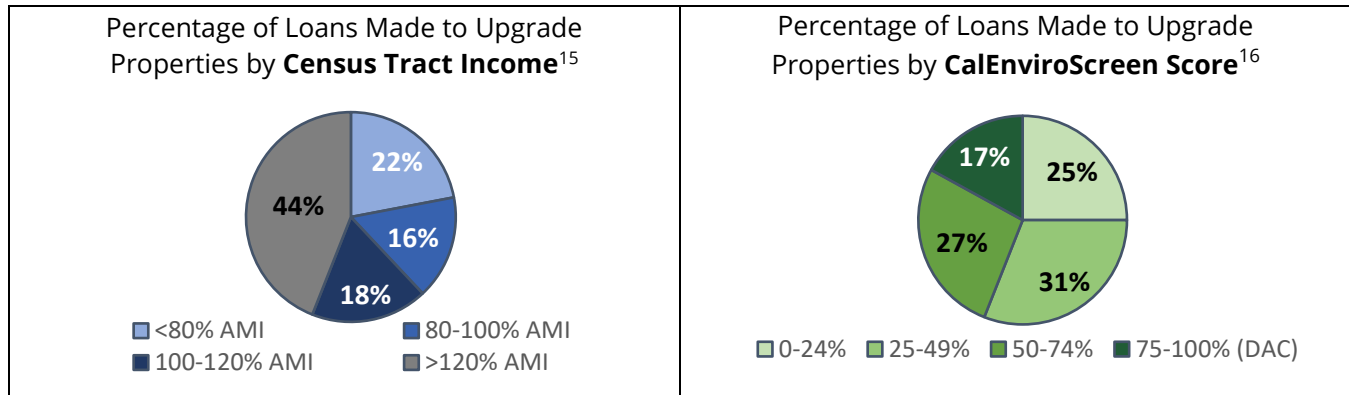 Percentage of Loans Made to Upgrade
Properties by Census Tract Income15
22%
44%
16%
18%
<80% AMI
80-100% AMI
100-120% AMI
>120% AMI
Percentage of Loans Made to Upgrade
Properties by CalEnviroScreen Score16
17%
25%
27%
31%
0-24%
25-49%
50-74%
75-100% (DAC)